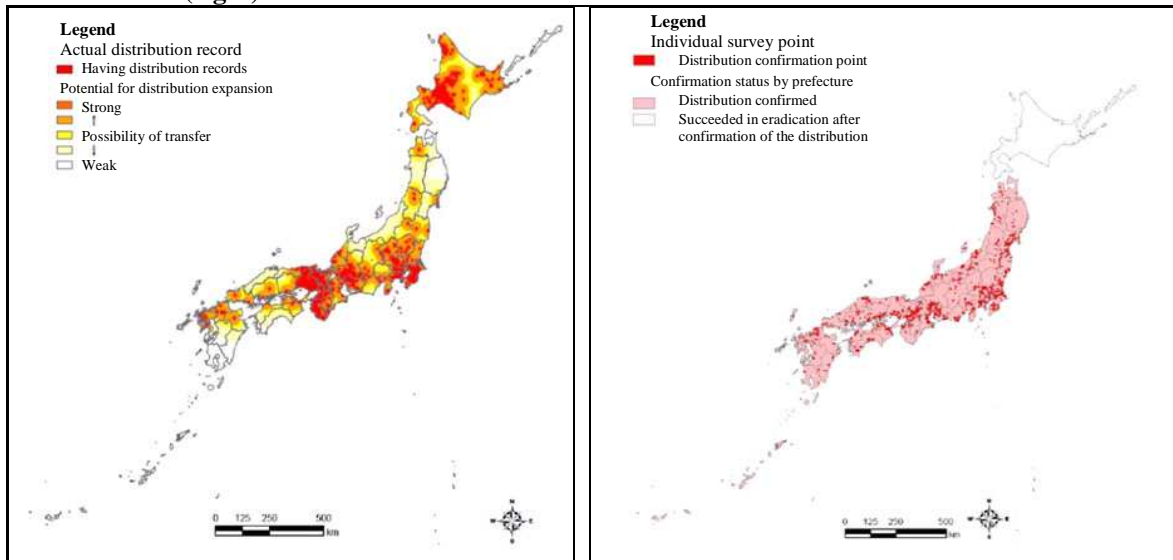 Legend
Actual distribution record
Having distribution records
Potential for distribution expansion
Strong
↑
Possibility of transfer
↓
Weak
0 125 250 500
km
N
W E
S
Legend
Individual survey point
Distribution confirmation point
Confirmation status by prefecture
Distribution confirmed
Succeeded in eradication after
confirmation of the distribution
0 125 250 500
km
N
W E
S